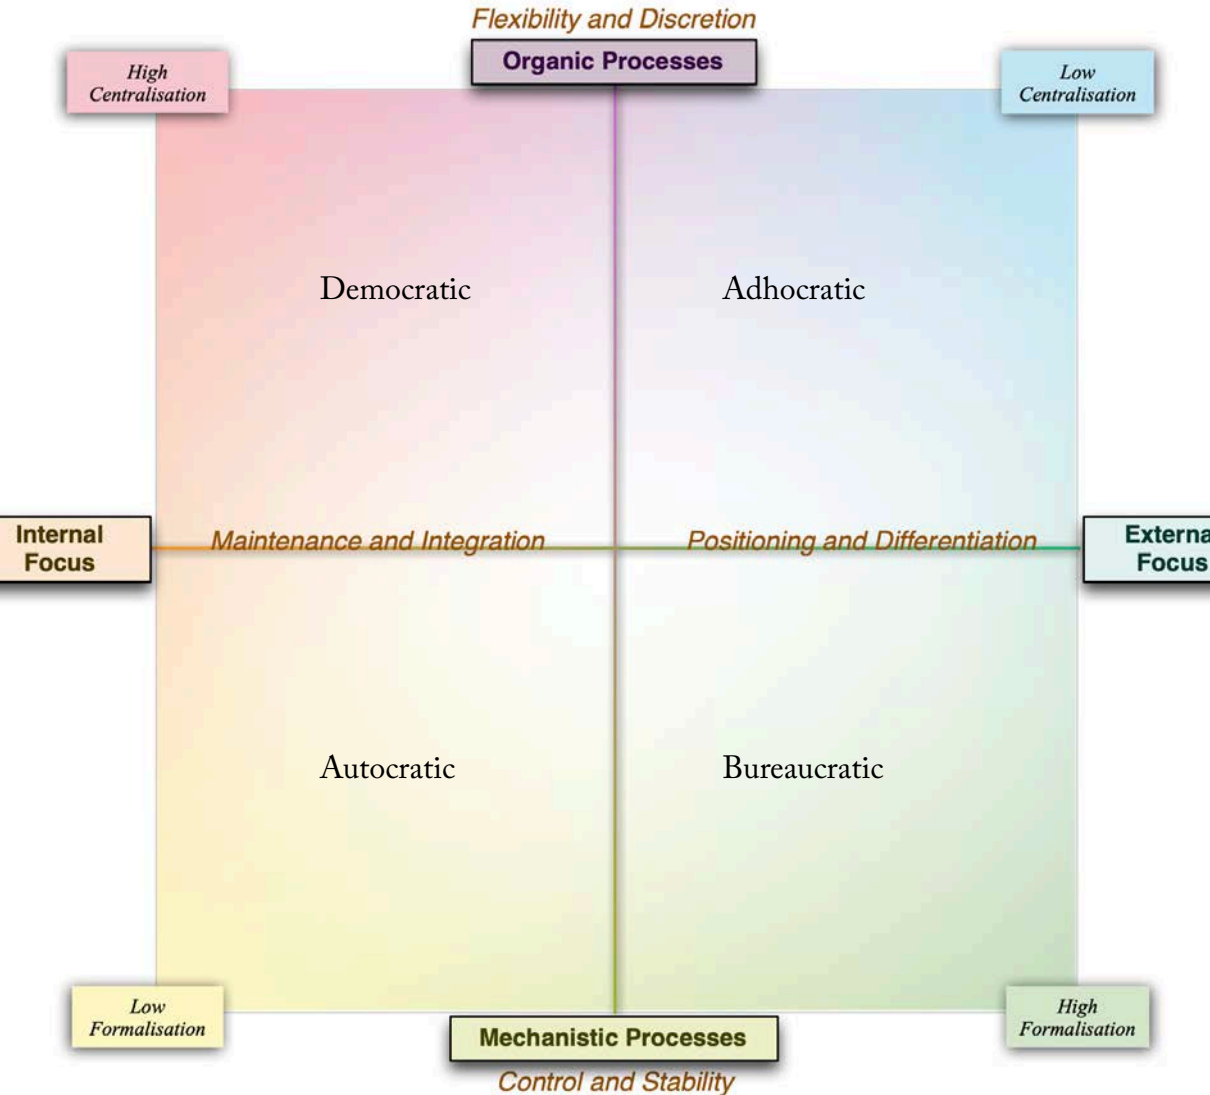 Flexibility and Discretion
Organic Processes
High
Centralisation
Low
Centralisation
Democratic
Adhocratic
Internal
Focus
Maintenance and Integration
Positioning and Differentiation
Externa
Focus
Autocratic
Bureaucratic
Low
Formalisation
High
Formalisation
Mechanistic Processes
Control and Stability